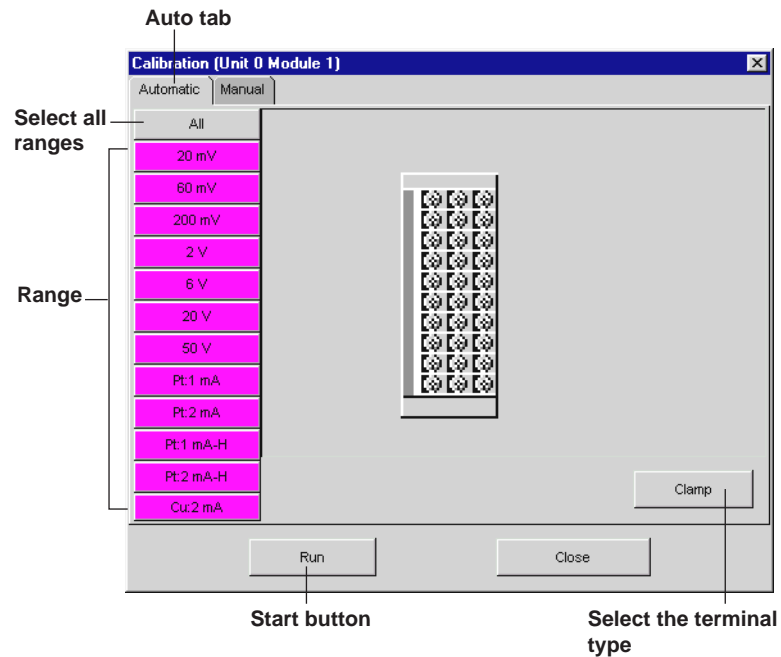 Auto tab
Calibration (Unit 0 Module 1)
Automatic Manual
Select all
ranges
All
20 mV
60 mV
200 mV
2 V
6 V
Range
20 V
50 V
Pt:1 mA
Pt:2 mA
Pt:1 mA-H
Pt:2 mA-H
Cu:2 mA
Clamp
Run Close
Start button
Select the terminal
type